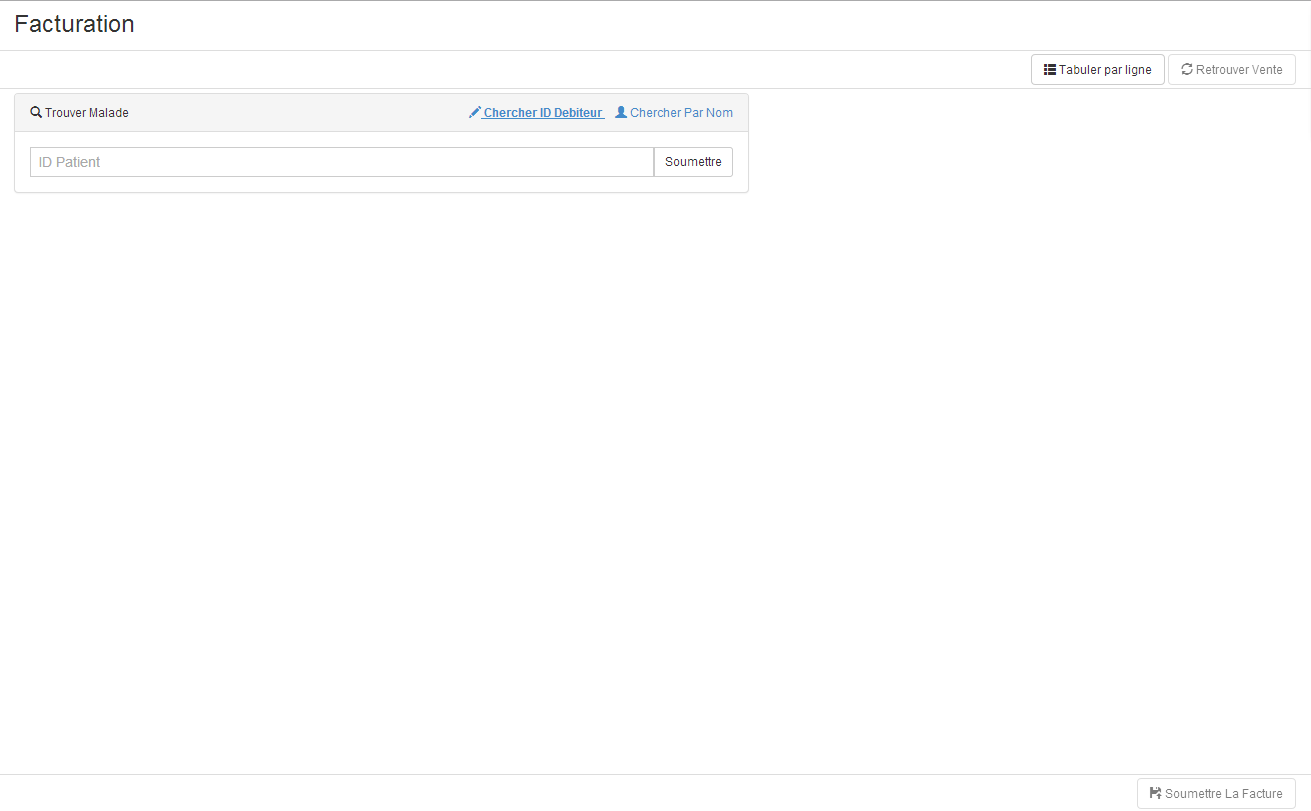 Facturation
Tabuler par ligne Retrouver Vente
Trouver Malade Chercher ID Debiteur Chercher Par Nom
ID Patient Soumettre
Soumettre La Facture